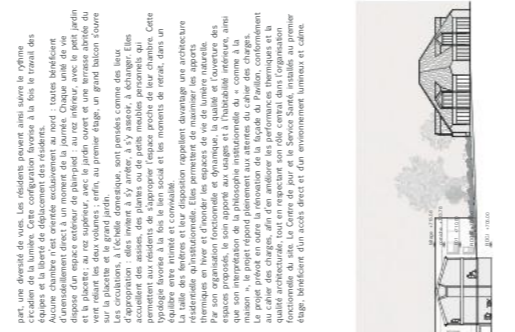 part, une diversité de vues. Les résidents peuvent ainsi suivre le rythme
circadien de la lumière. Cette configuration favorise à la fois le travail des
équipes et la liberté de déplacement des résidents.
Aucune chambre n'est orientée exclusivement au nord : toutes bénéficient
d'ensoleillement direct à un moment de la journée. Chaque unité de vie
dispose d'un espace extérieur de plain-pied : au rez inférieur, avec le petit jardin
et la placette; au rez supérieur, avec le jardin couvert et une terrasse abritée du
vent reliant les deux volumes ; enfin, au premier étage, un grand balcon s'ouvre
sur la placette et le grand jardin.
Les circulations, à l'échelle domestique, sont pensées comme des lieux
d'appropriation : elles invitent à s'y arrêter, à s'y asseoir, à échanger. Elles
accueillent des assises, des plantes ou de petits meubles personnels qui
permettent aux résidents de s'approprier l'espace proche de leur chambre. Cette
typologie favorise à la fois le lien social et les moments de retrait, dans un
équilibre entre intimité et convivialité.
La taille des fenêtres et leur disposition rappellent davantage une architecture
résidentielle qu'institutionnelle. Elles permettent de maximiser les apports
thermiques en hiver et d'inonder les espaces de vie de lumière naturelle.
Par son organisation fonctionnelle et dynamique, la qualité et l'ouverture des
espaces proposés, le soin apporté aux usages et à l'habitabilité intérieure, ainsi
que son interprétation de la philosophie institutionnelle du « comme à la
maison », le projet répond pleinement aux attentes du cahier des charges.
Le projet prévoit en outre la rénovation de la façade du Pavillon, conformément
au cahier des charges, afin d'en améliorer les performances thermiques et la
qualité architecturale, tout en respectant son rôle central dans l'organisation
fonctionnelle du site. Le Centre de jour et le Service Santé, installés au premier
étage, bénéficient d'un accès direct et d'un environnement lumineux et calme.